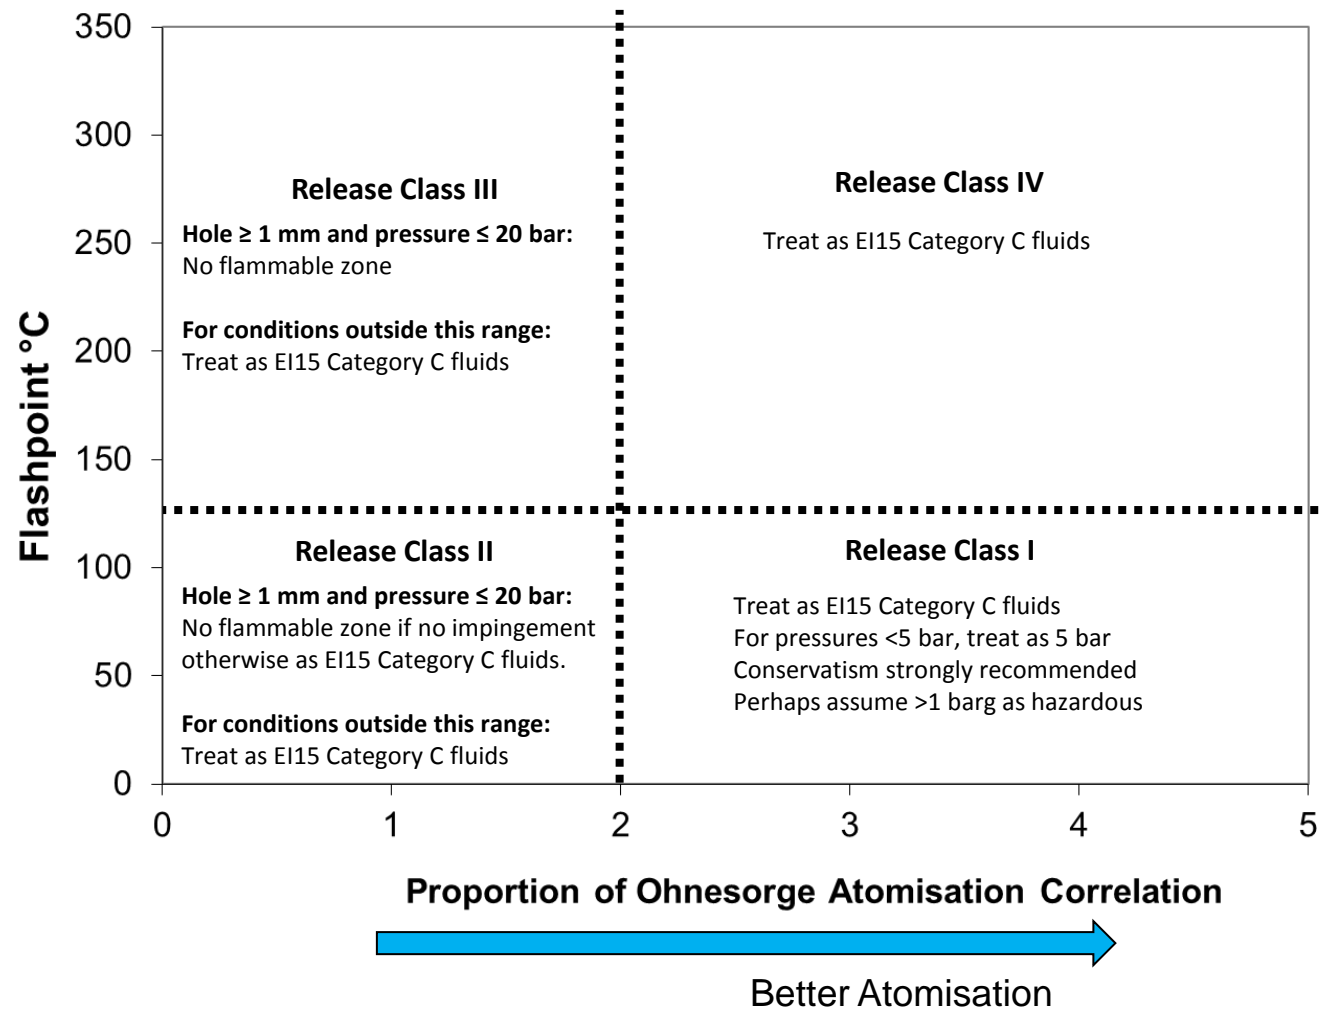 350
300
250
200
150
100
50
0
Flashpoint °C
Release Class III
Hole ≥ 1 mm and pressure ≤ 20 bar:
No flammable zone
For conditions outside this range:
Treat as EI15 Category C fluids
Release Class IV
Treat as EI15 Category C fluids
Release Class II
Hole ≥ 1 mm and pressure ≤ 20 bar:
No flammable zone if no impingement
otherwise as EI15 Category C fluids.
For conditions outside this range:
Treat as EI15 Category C fluids
Release Class I
Treat as EI15 Category C fluids
For pressures <5 bar, treat as 5 bar
Conservatism strongly recommended
Perhaps assume >1 barg as hazardous
0 1 2 3 4 5
Proportion of Ohnesorge Atomisation Correlation
Better Atomisation